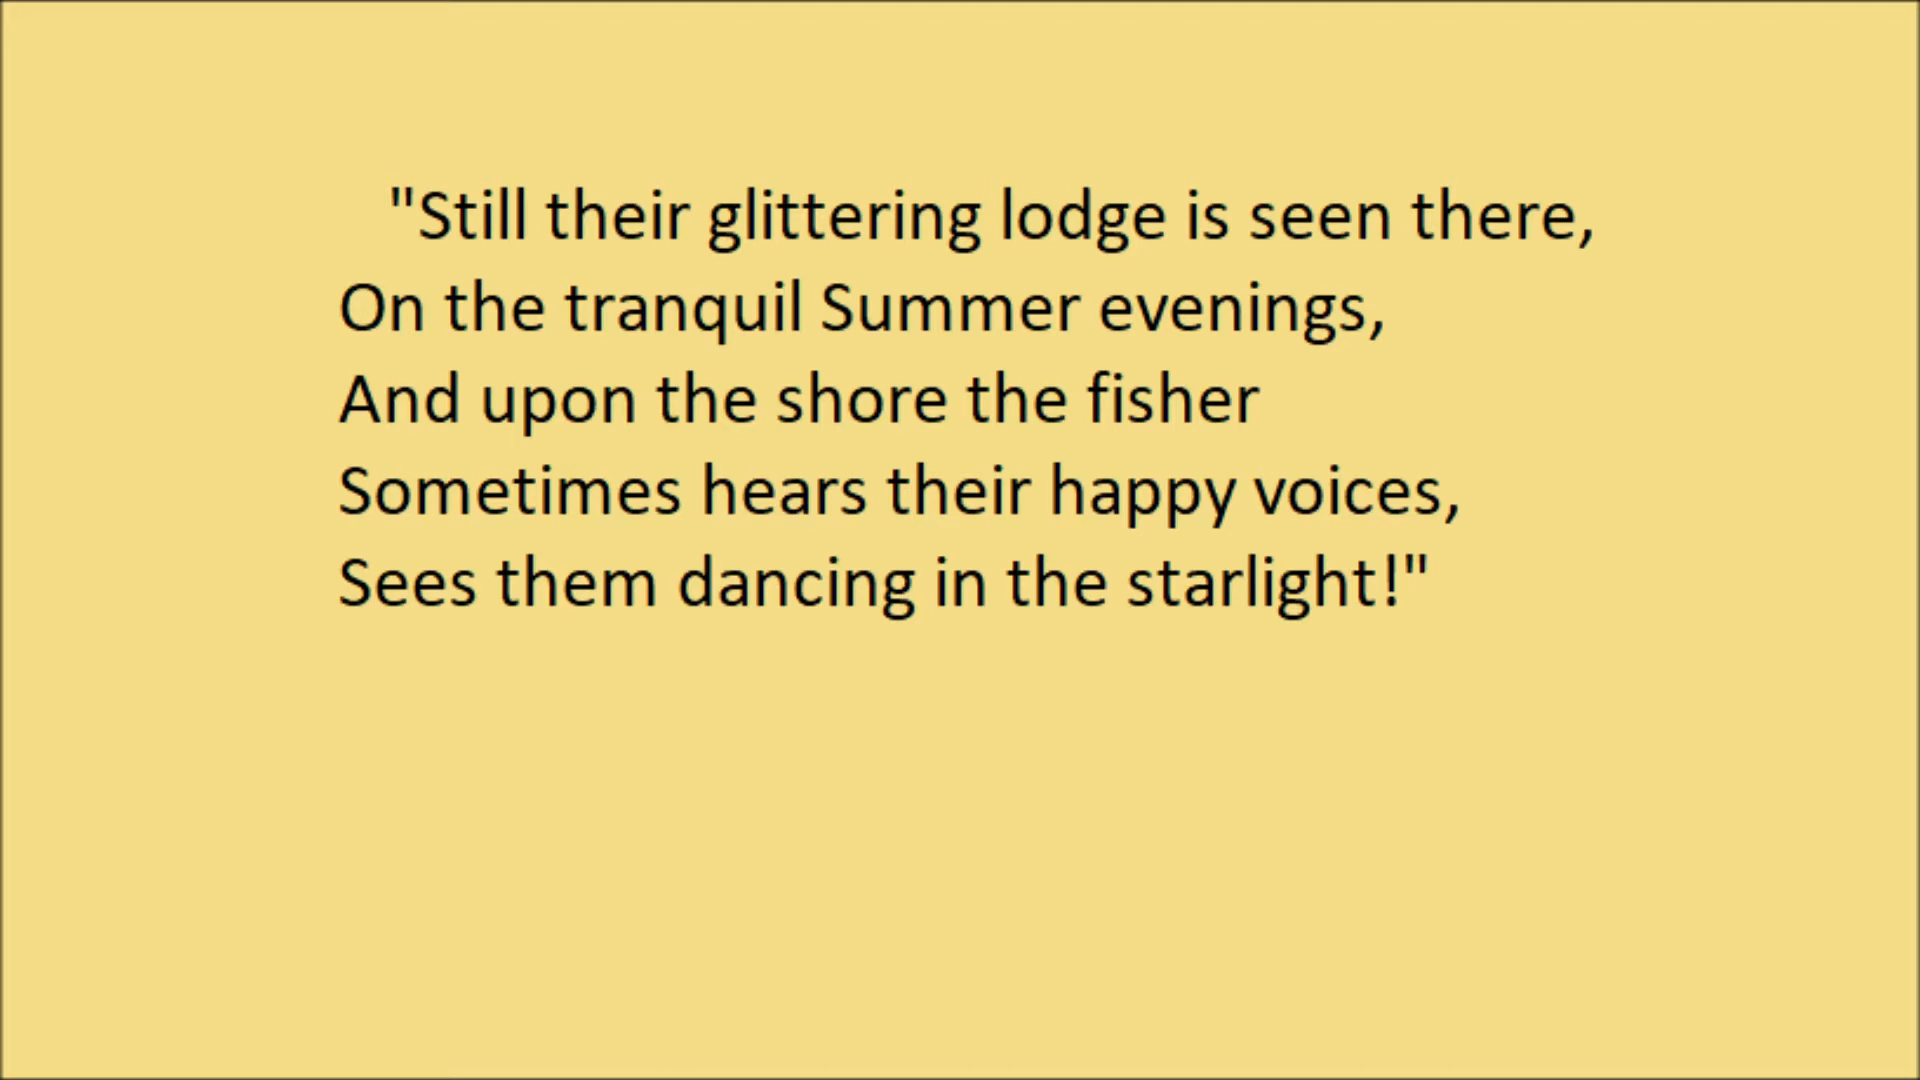 "Still their glittering lodge is seen there,
On the tranquil Summer evenings,
And upon the shore the fisher
Sometimes hears their happy voices,
Sees them dancing in the starlight!"